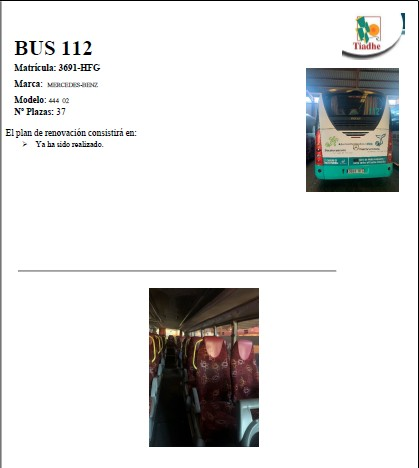 Tiadhe
BUS 112
Matrícula: 3691-HFG
Marca: MERCEDES-BENZ
Modelo: 444 02
Nº Plazas: 37
El plan de renovación consistirá en:
➢ Ya ha sido realizado.